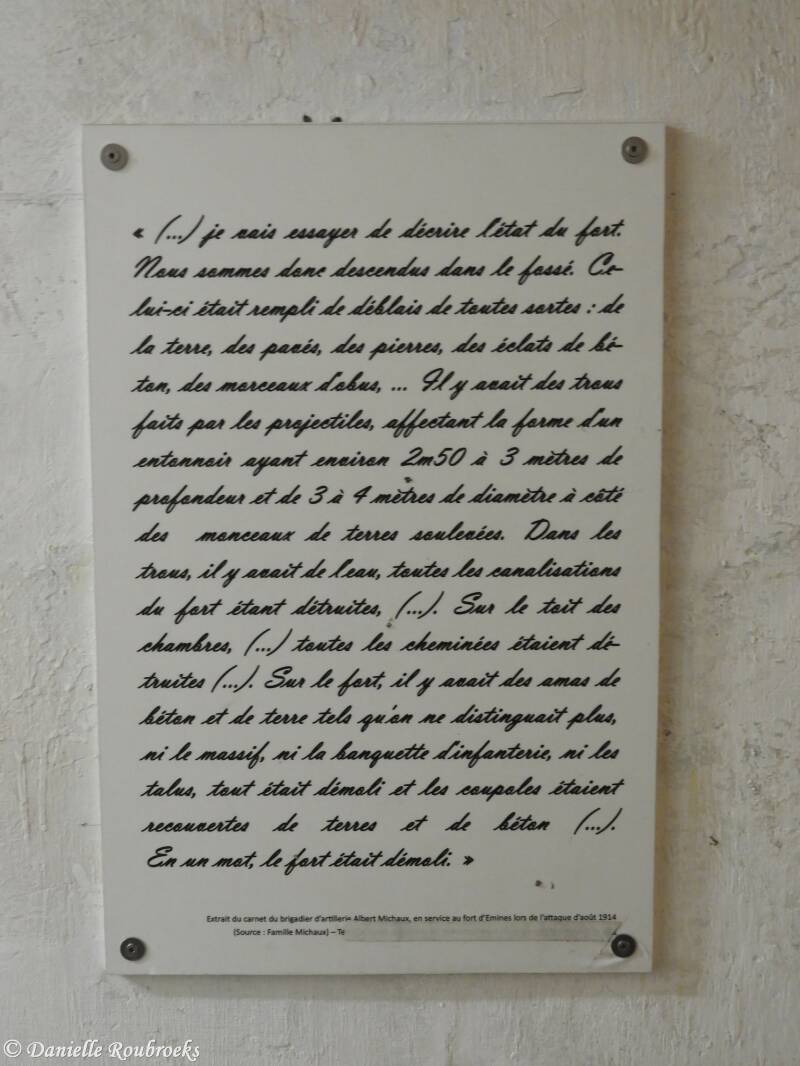 « (...) je vais essayer de décrire l'état du fort.
Nous sommes donc descendus dans le fossé. Ce-
lui-ci était rempli de déblais de toutes sortes : de
la terre, des pavés, des pierres, des éclats de bé-
ton, des morceaux d'obus, ... Il y avait des trous
faits par les projectiles, affectant la forme d'un
entonnoir ayant environ 2m50 à 3 mètres de
profondeur et de 3 à 4 mètres de diamètre à côté
des monceaux de terres soulevées. Dans les
trous, il y avait de l'eau, toutes les canalisations
du fort étant détruites, (...). Sur le toit des
chambres, (...) toutes les cheminées étaient dé-
truites (...). Sur le fort, il y avait des amas de
béton et de terre tels qu'on ne distinguait plus,
ni le massif, ni la banquette d'infanterie, ni les
talus, tout était démoli et les coupoles étaient
recouvertes de terres et de béton (...).
En un mot, le fort était démoli. »
Extrait du carnet du brigadier d'artillerie Albert Michaux, en service au fort d'Emines lors de l'attaque d'août 1914
(Source : Famille Michaux) – Te
© Danielle Roubroeks